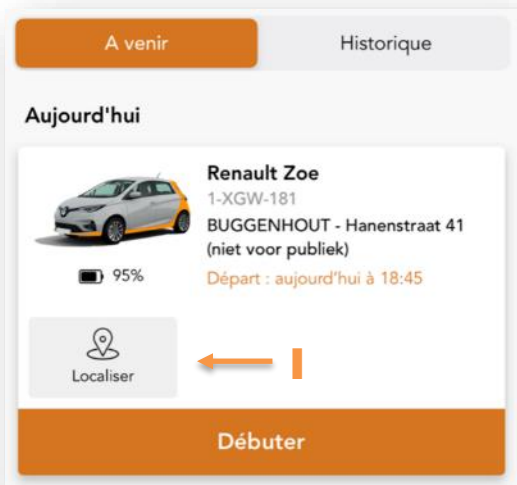 A venir
Historique
Aujourd'hui
Renault Zoe
1-XGW-181
BUGGENHOUT - Hanenstraat 41
(niet voor publiek)
95%
Départ : aujourd'hui à 18:45
Localiser
Débuter